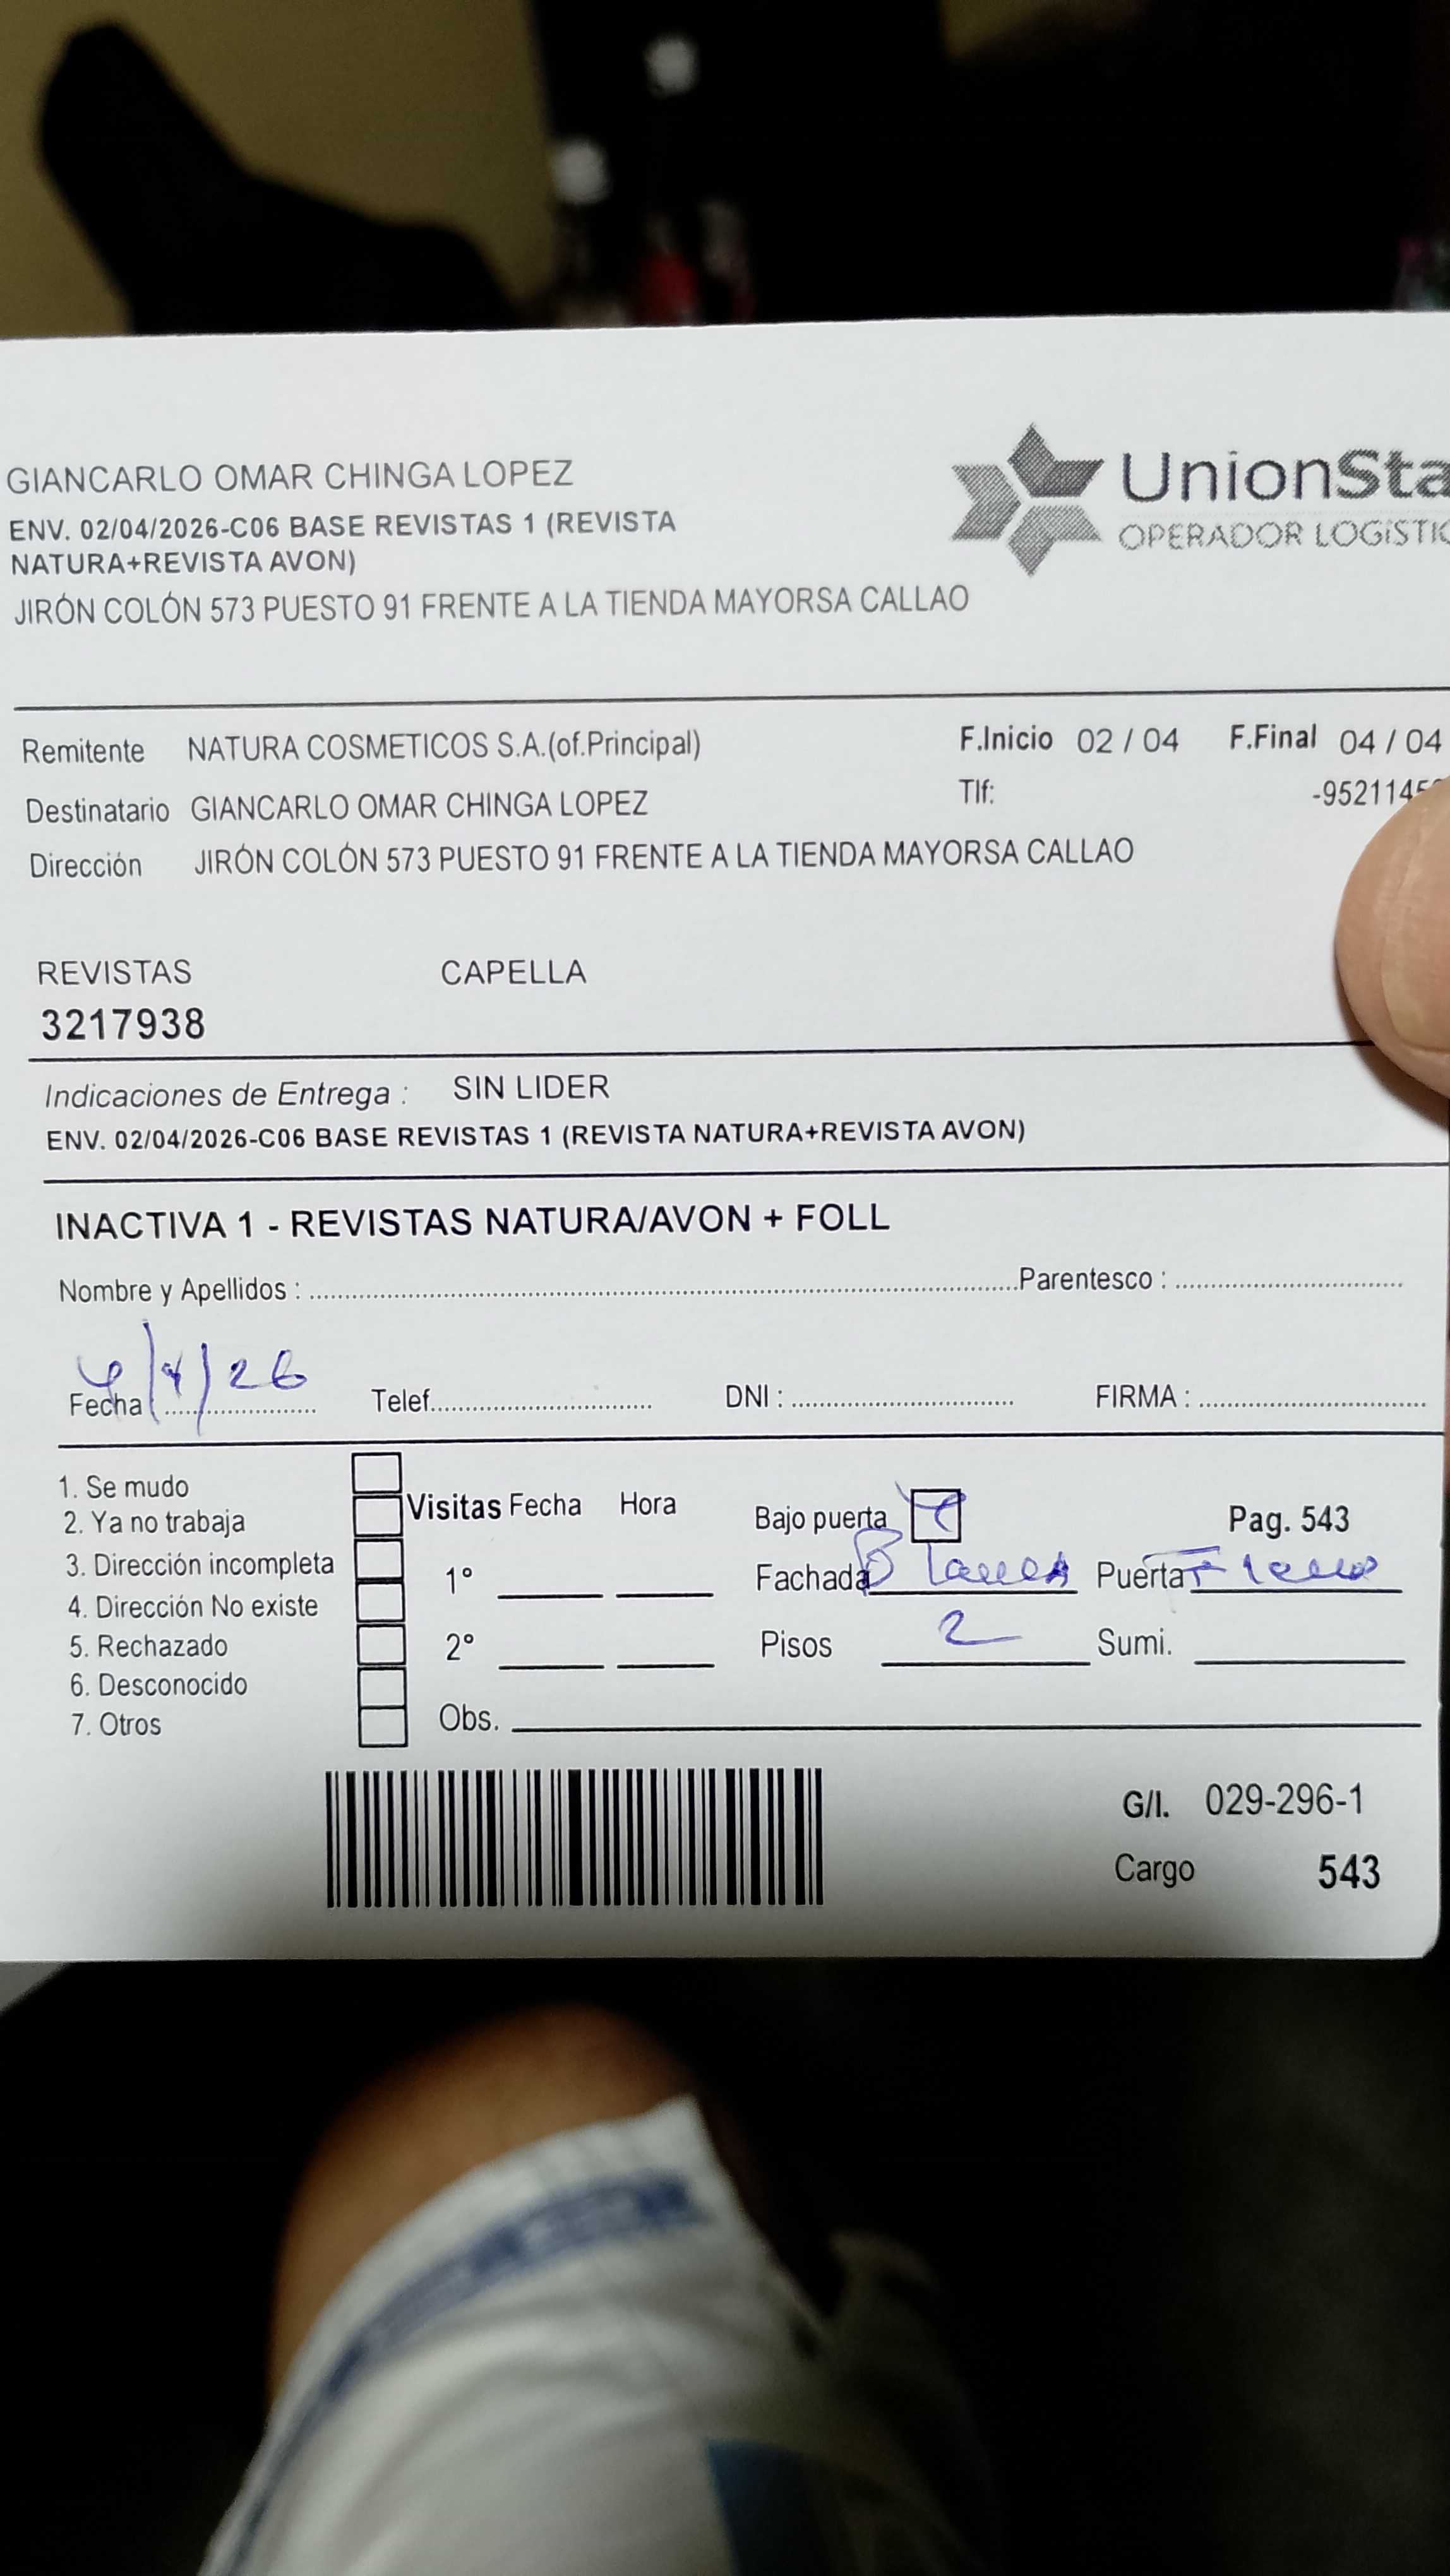 GIANCARLO OMAR CHINGA LOPEZ
ENV. 02/04/2026-C06 BASE REVISTAS 1 (REVISTA
NATURA+REVISTA AVON)
JIRÓN COLÓN 573 PUESTO 91 FRENTE A LA TIENDA MAYORSA CALLAO
UnionSta
OPERADOR LOGÍSTIC
Remitente NATURA COSMETICOS S.A.(of.Principal) F.Inicio 02 / 04 F.Final 04 / 04
Destinatario GIANCARLO OMAR CHINGA LOPEZ Tlf: -9521145
Dirección JIRÓN COLÓN 573 PUESTO 91 FRENTE A LA TIENDA MAYORSA CALLAO
REVISTAS CAPELLA
3217938
Indicaciones de Entrega : SIN LIDER
ENV. 02/04/2026-C06 BASE REVISTAS 1 (REVISTA NATURA+REVISTA AVON)
INACTIVA 1 - REVISTAS NATURA/AVON + FOLL
Nombre y Apellidos : Parentesco :
Fecha 4/4/26 Telef. DNI : FIRMA :
1. Se mudo
2. Ya no trabaja
3. Dirección incompleta
4. Dirección No existe
5. Rechazado
6. Desconocido
7. Otros
Visitas Fecha Hora
1°
2°
Obs.
Bajo puerta Pag. 543
Fachada Blanca Puerta
Pisos 2 Sumi.
G/I. 029-296-1
Cargo 543